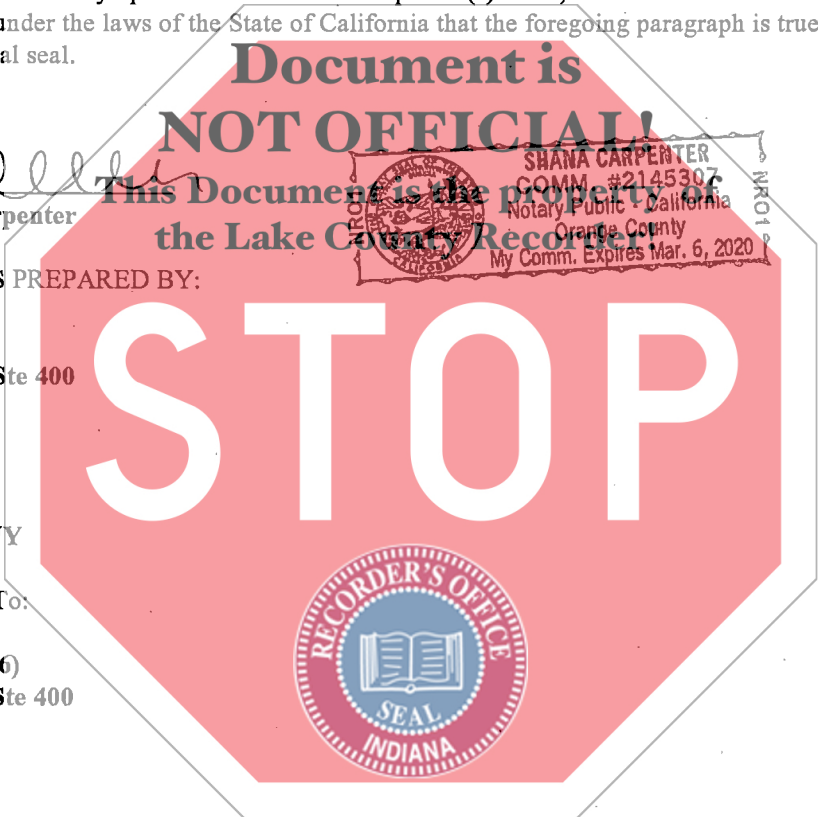 under the laws of the State of California that the foregoing paragraph is true
al seal.
Document is
NOT OFFICIAL!
This Document is the property of
the Lake County Recorder!
SHANA CARPENTER
COMM. #2145307
Notary Public • California
Orange County
My Comm. Expires Mar. 6, 2020
NRO1
penter
PREPARED BY:
STOP
Ste 400
Y
To:
6)
Ste 400
RECORDER'S OFFICE
SEAL
INDIANA